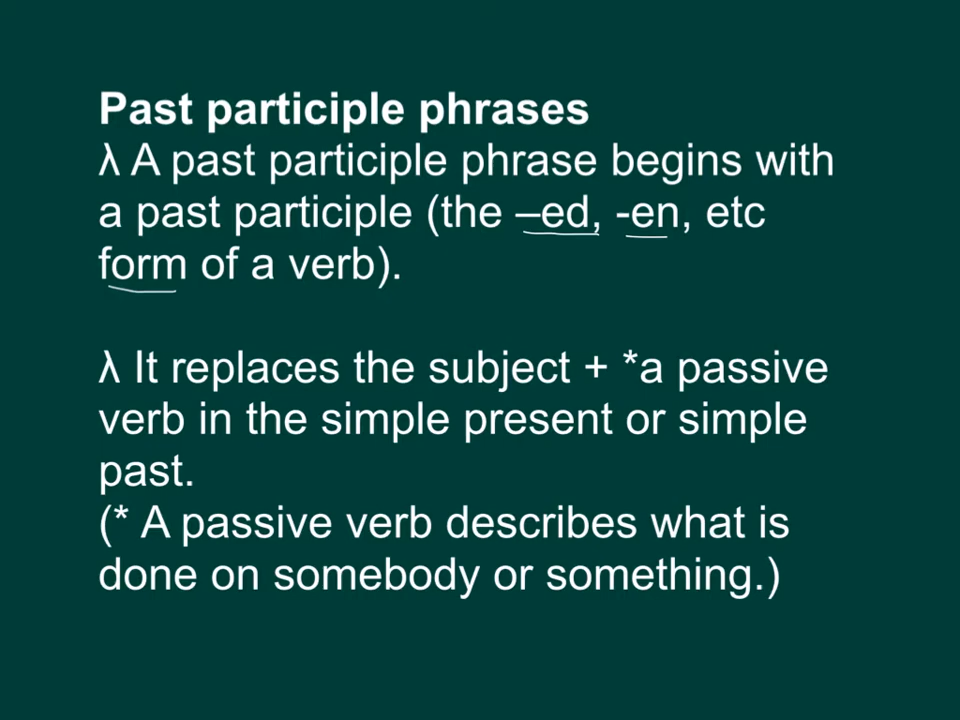 Past participle phrases
λ A past participle phrase begins with
a past participle (the –ed, -en, etc
form of a verb).
λ It replaces the subject + *a passive
verb in the simple present or simple
past.
(* A passive verb describes what is
done on somebody or something.)